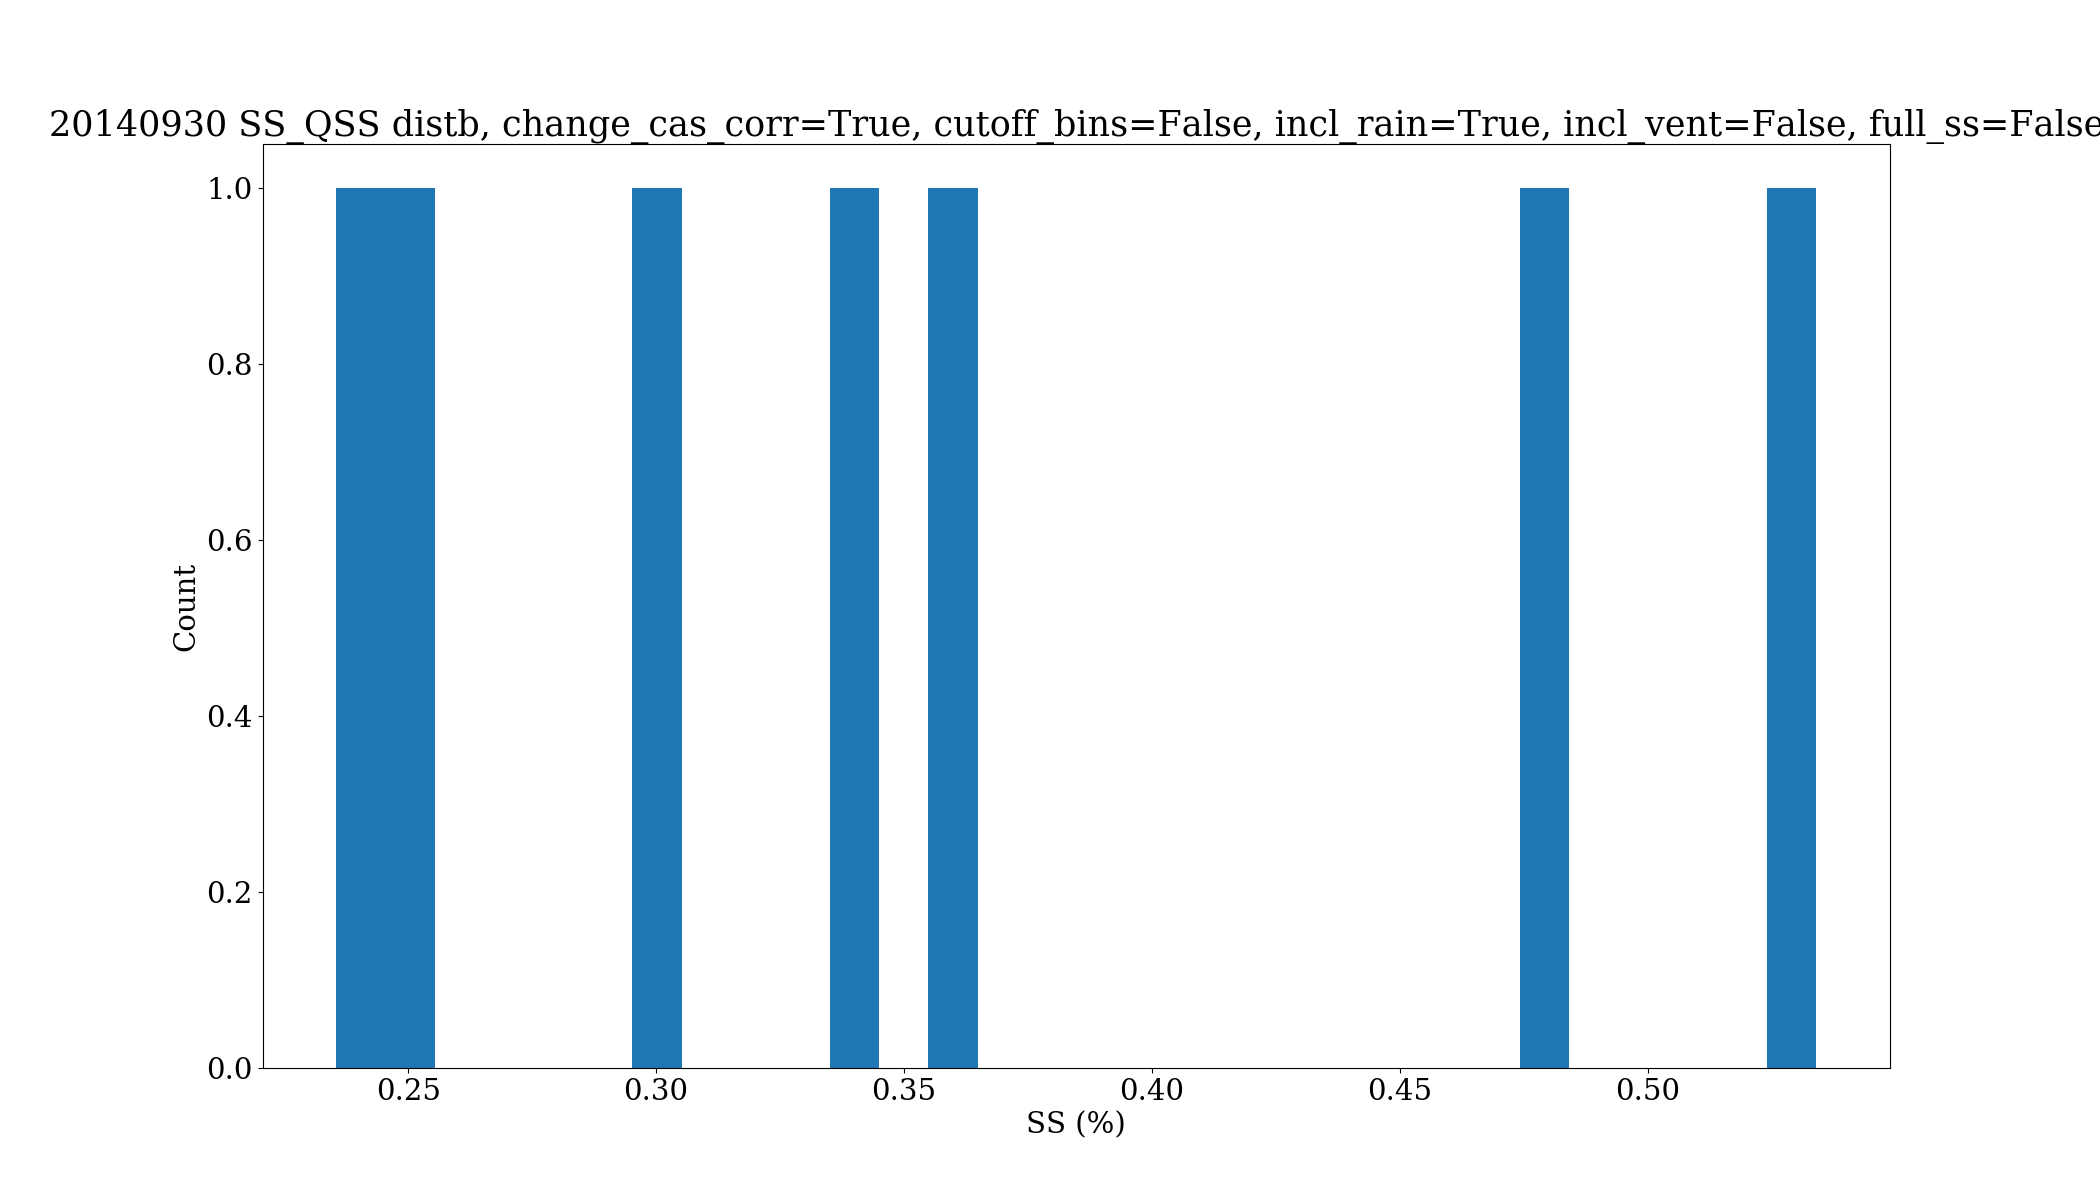 20140930 SS_QSS distb, change_cas_corr=True, cutoff_bins=False, incl_rain=True, incl_vent=False, full_ss=False
1.0
0.8
0.6
0.4
0.2
0.0
Count
0.25 0.30 0.35 0.40 0.45 0.50
SS (%)